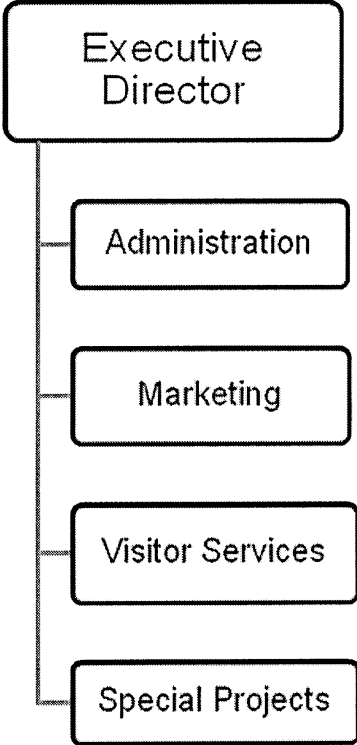 Executive
Director
Administration
Marketing
Visitor Services
Special Projects